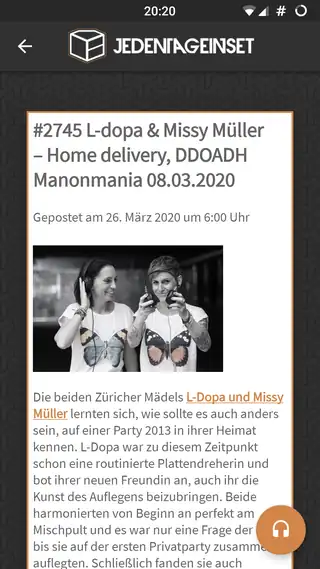 20:20
JEDENTAGEINSET
#2745 L-dopa & Missy Müller
– Home delivery, DDOADH
Manonmania 08.03.2020
Gepostet am 26. März 2020 um 6:00 Uhr
Die beiden Züricher Mädels L-Dopa und Missy
Müller lernten sich, wie sollte es auch anders
sein, auf einer Party 2013 in ihrer Heimat
kennen. L-Dopa war zu diesem Zeitpunkt
schon eine routinierte Plattendreherin und
bot ihrer neuen Freundin an, auch ihr die
Kunst des Auflegens beizubringen. Beide
harmonierten von Beginn an perfekt am
Mischpult und es war nur eine Frage der
bis sie auf der ersten Privatparty zusamme
auflegten. Schließlich fanden sie auch